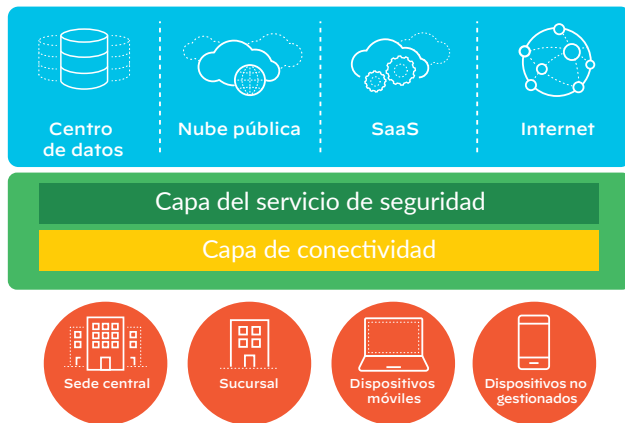 Centro
de datos
Nube pública
SaaS
Internet
Capa del servicio de seguridad
Capa de conectividad
Sede central
Sucursal
Dispositivos
móviles
Dispositivos no
gestionados